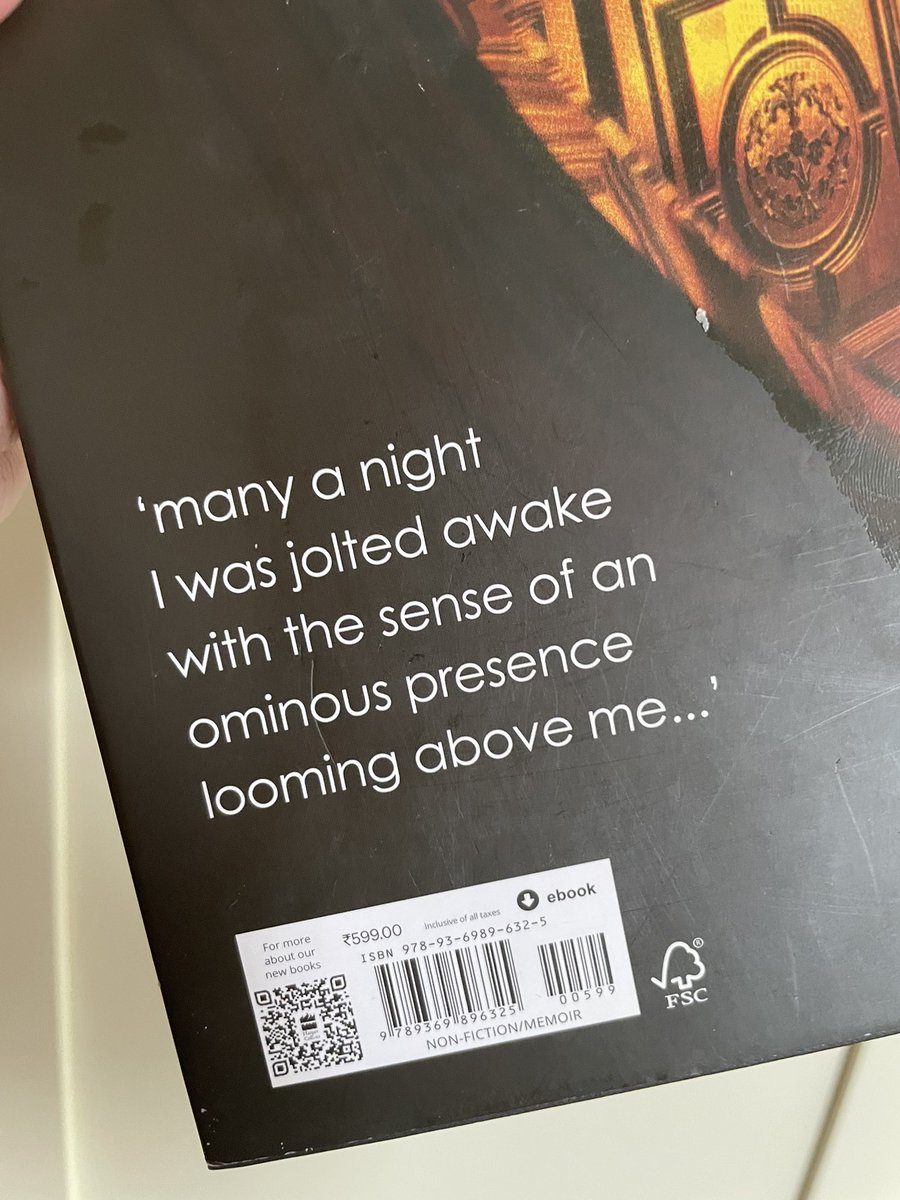 ‘many a night
I was jolted awake
with the sense of an
ominous presence
looming above me...’
For more
about our
new books
₹599.00
Inclusive of all taxes
ebook
ISBN 978-93-6989-632-5
9 789369 896325
00599
NON-FICTION/MEMOIR
FSC®